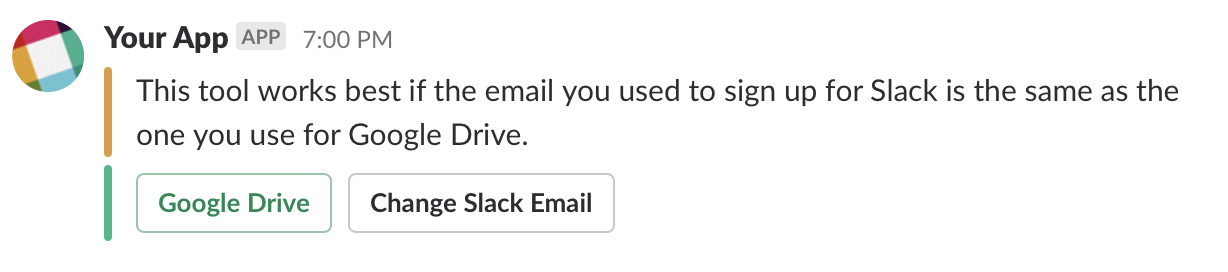 Your App APP 7:00 PM
This tool works best if the email you used to sign up for Slack is the same as the
one you use for Google Drive.
Google Drive Change Slack Email